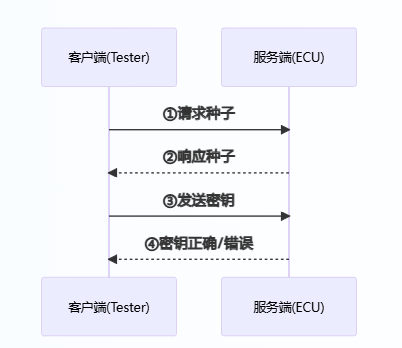 客户端(Tester)
服务端(ECU)
①请求种子
②响应种子
③发送密钥
④密钥正确/错误
客户端(Tester)
服务端(ECU)